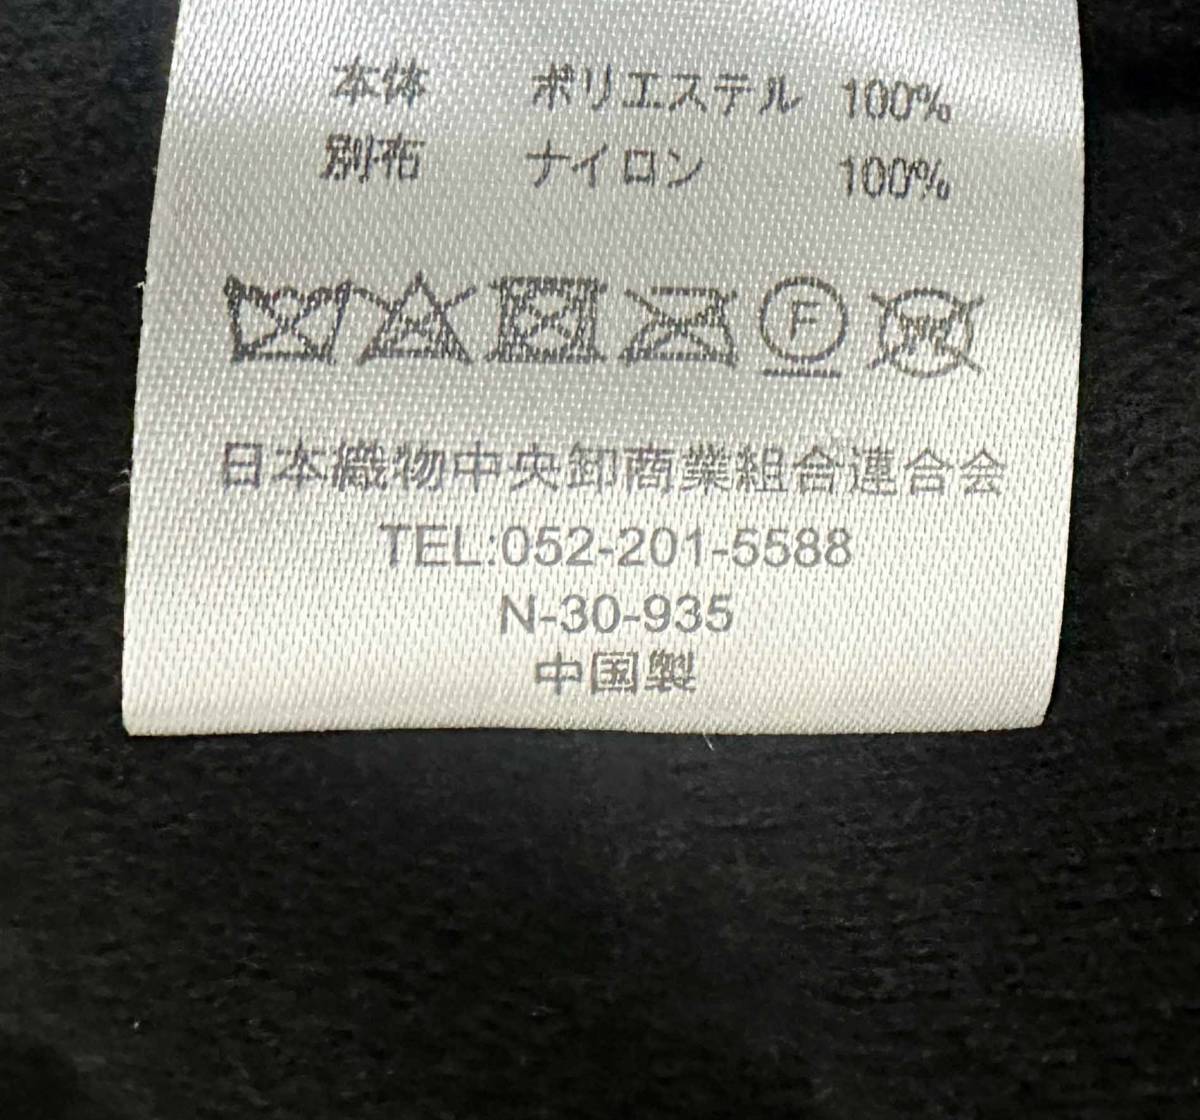 本体 ポリエステル 100%
別布 ナイロン 100%
F
日本織物中央卸商業組合連合会
TEL:052-201-5588
N-30-935
中国製